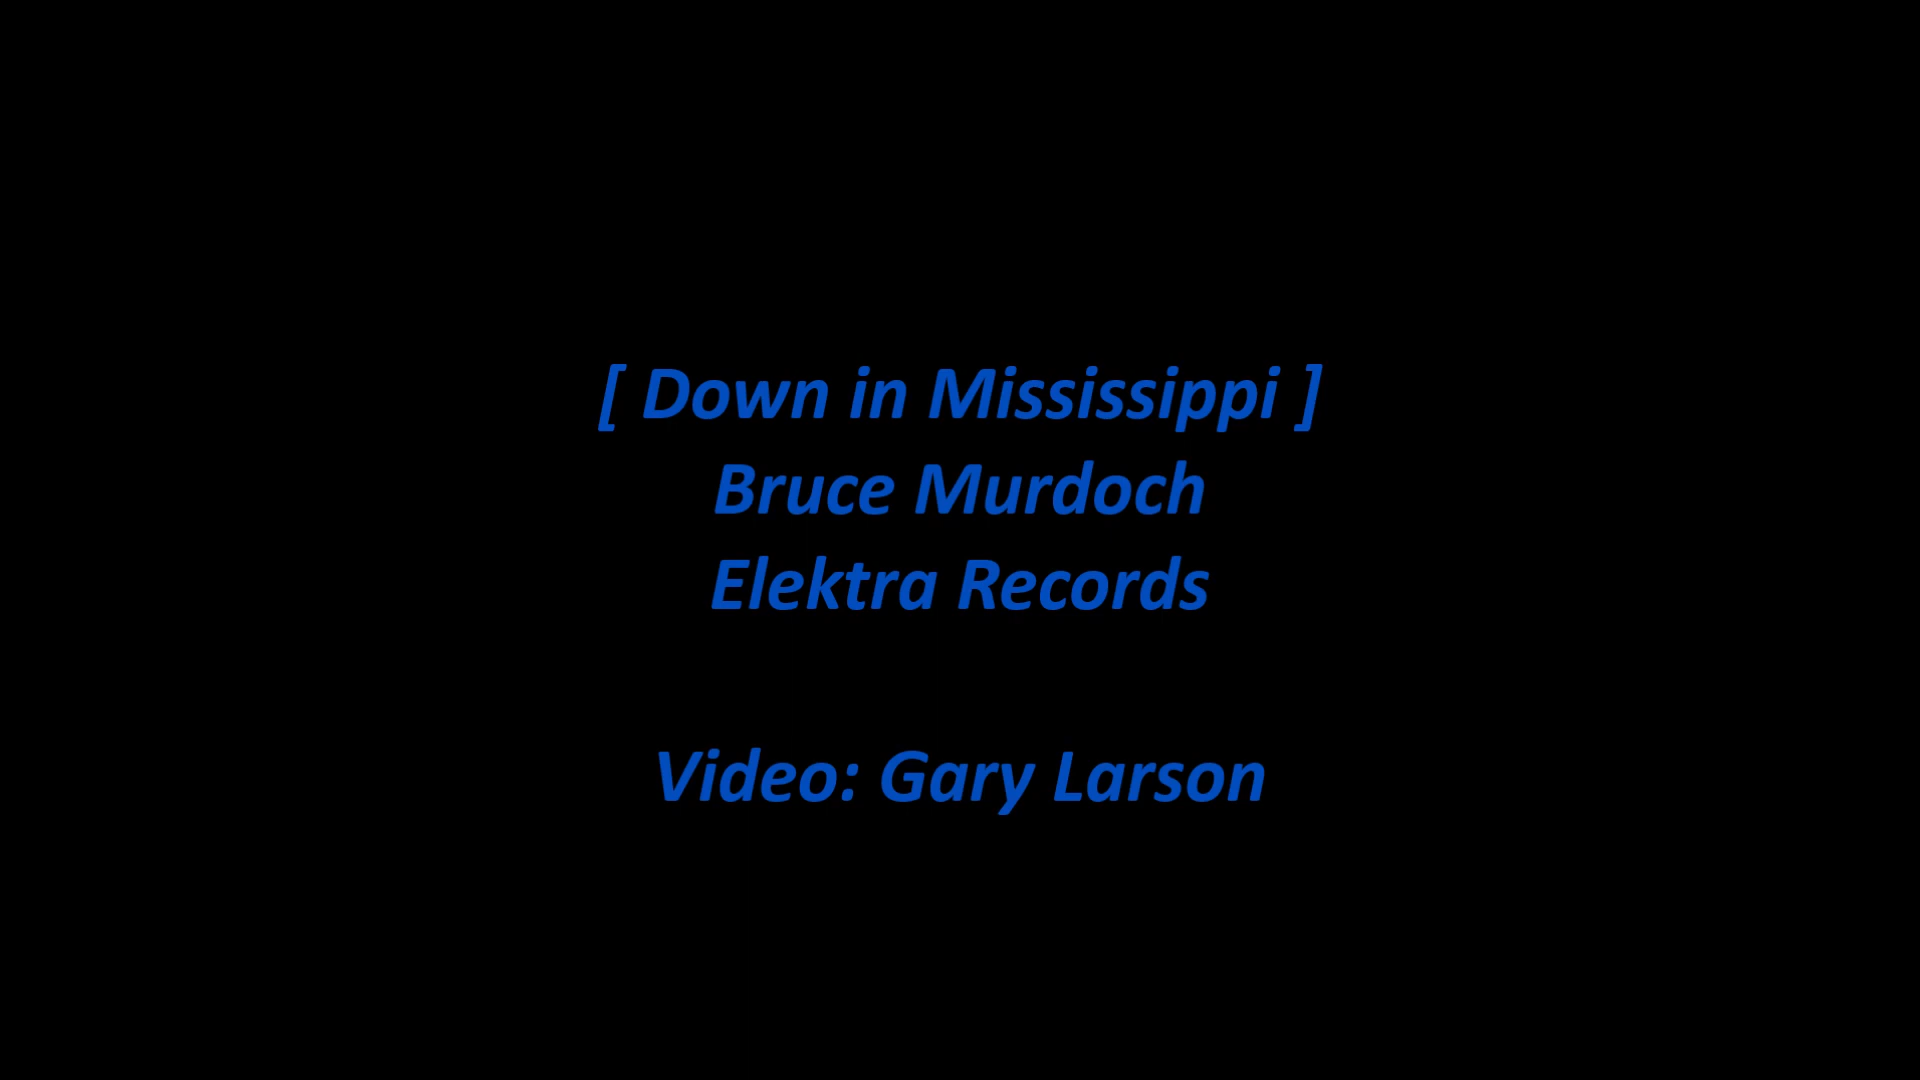 [ Down in Mississippi ]
Bruce Murdoch
Elektra Records
Video: Gary Larson